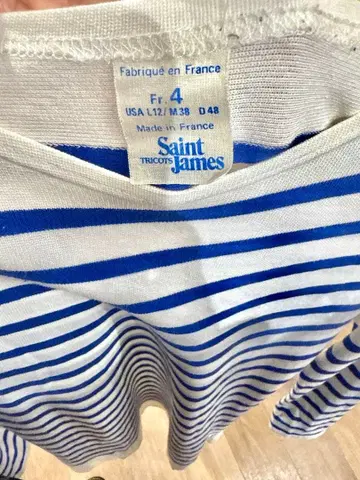 Fabriqué en France
Fr. 4
USA L12/M38 D48
Made in France
Saint
TRICOTS James